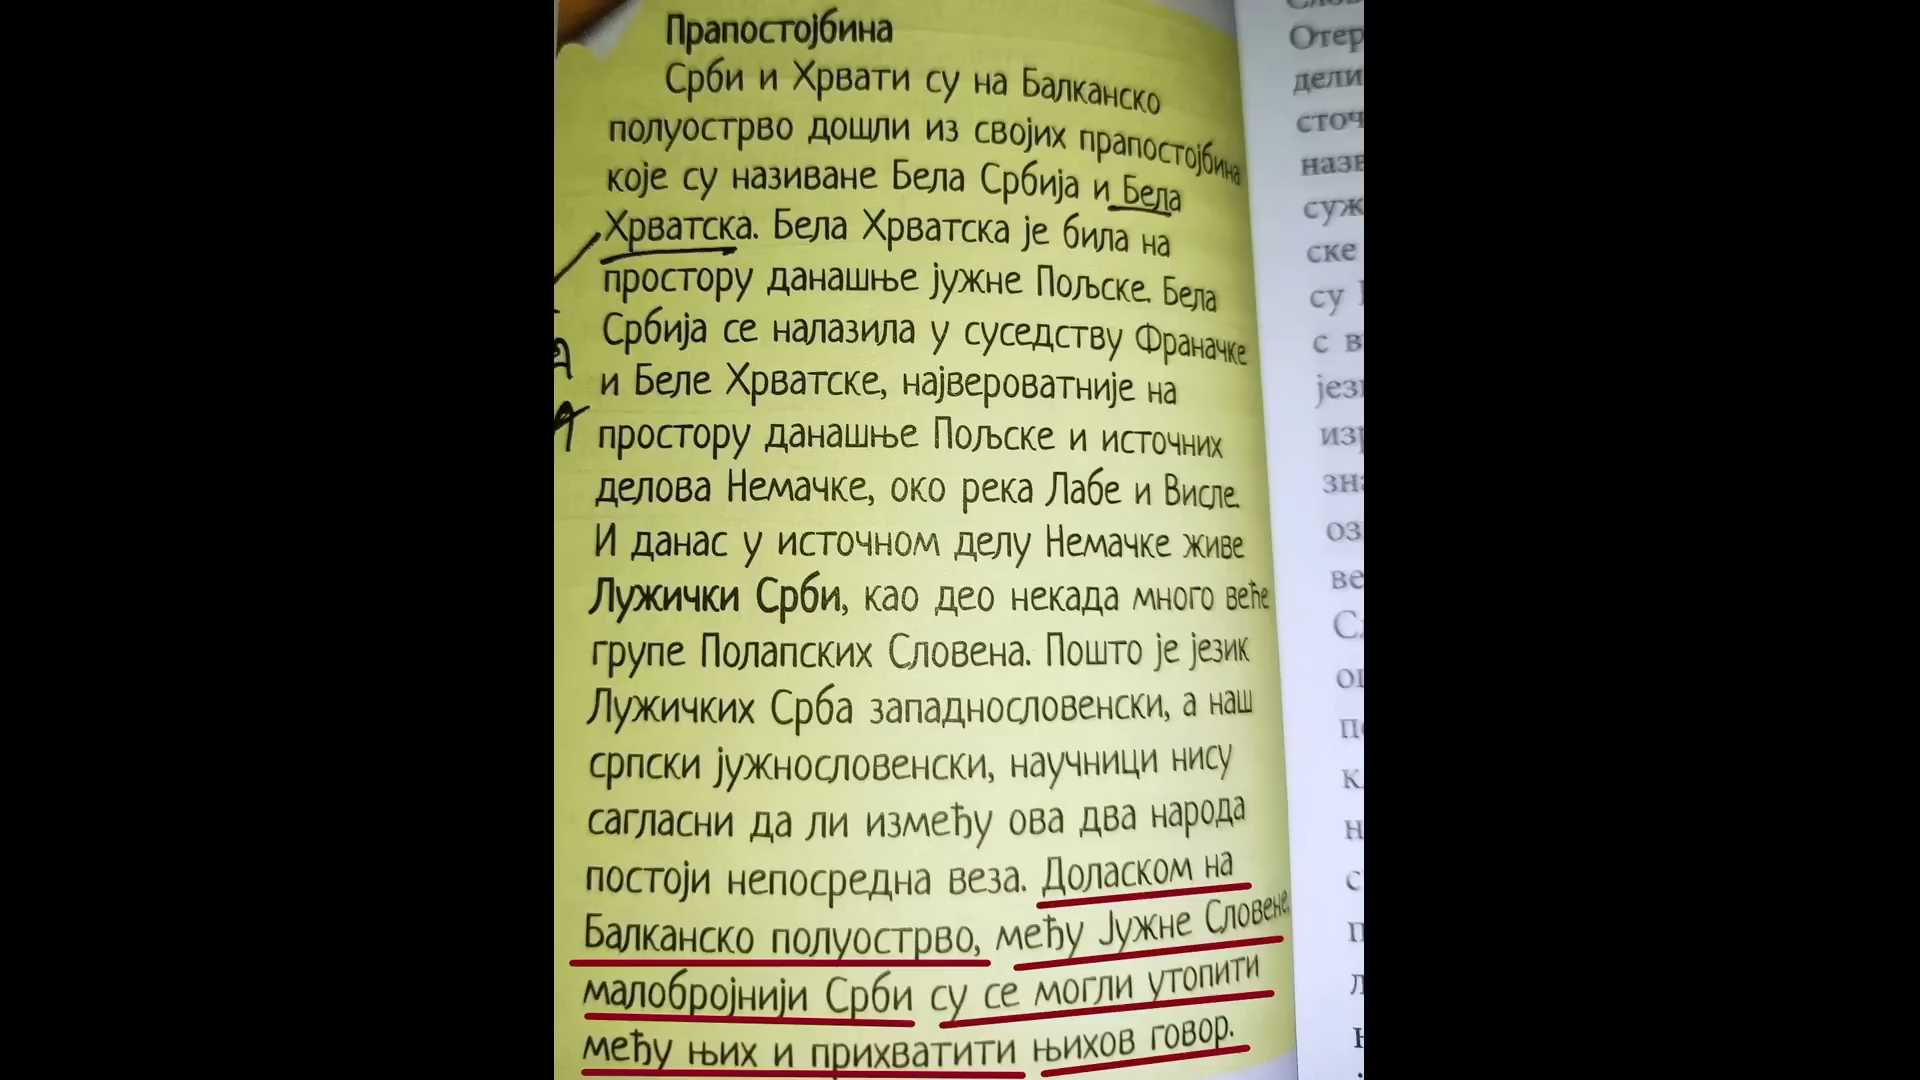 Прапостојбина
Срби и Хрвати су на Балканско
полуострво дошли из својих прапостојбина
које су називане Бела Србија и Бела
Хрватска. Бела Хрватска је била на
простору данашње јужне Пољске. Бела
Србија се налазила у суседству Франачке
и Беле Хрватске, највероватније на
простору данашње Пољске и источних
делова Немачке, око река Лабе и Висле.
И данас у источном делу Немачке живе
Лужички Срби, као део некада много веће
групе Полапских Словена. Пошто је језик
Лужичких Срба западнословенски, а наш
српски јужнословенски, научници нису
сагласни да ли између ова два народа
постоји непосредна веза. Доласком на
Балканско полуострво, међу Јужне Словене,
малобројнији Срби су се могли утопити
међу њих и прихватити њихов говор.
ске
су
с